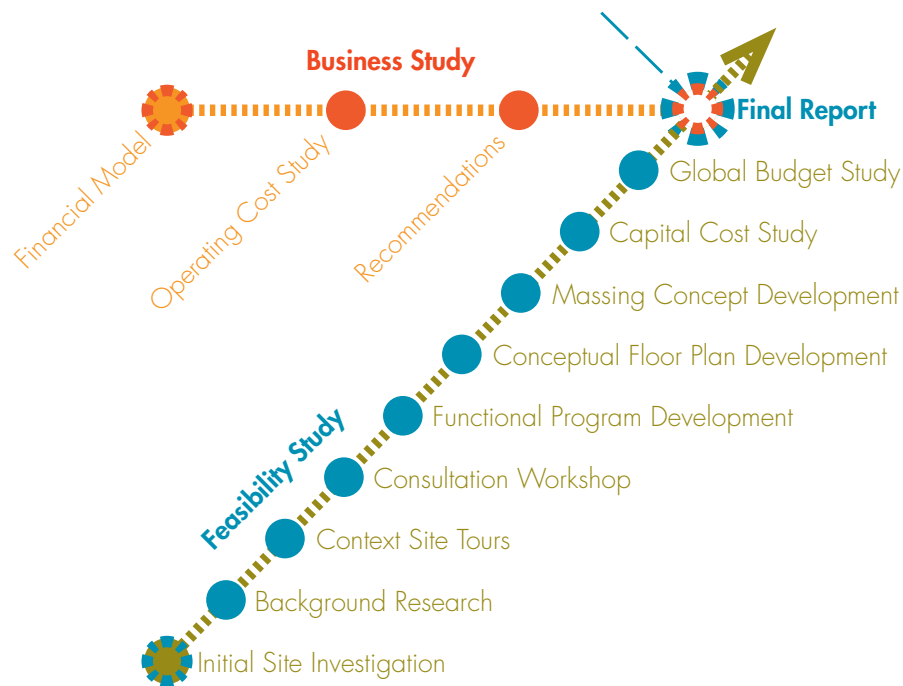 Business Study
Final Report
Financial Model
Operating Cost Study
Recommendations
Global Budget Study
Capital Cost Study
Massing Concept Development
Conceptual Floor Plan Development
Functional Program Development
Feasibility Study
Consultation Workshop
Context Site Tours
Background Research
Initial Site Investigation